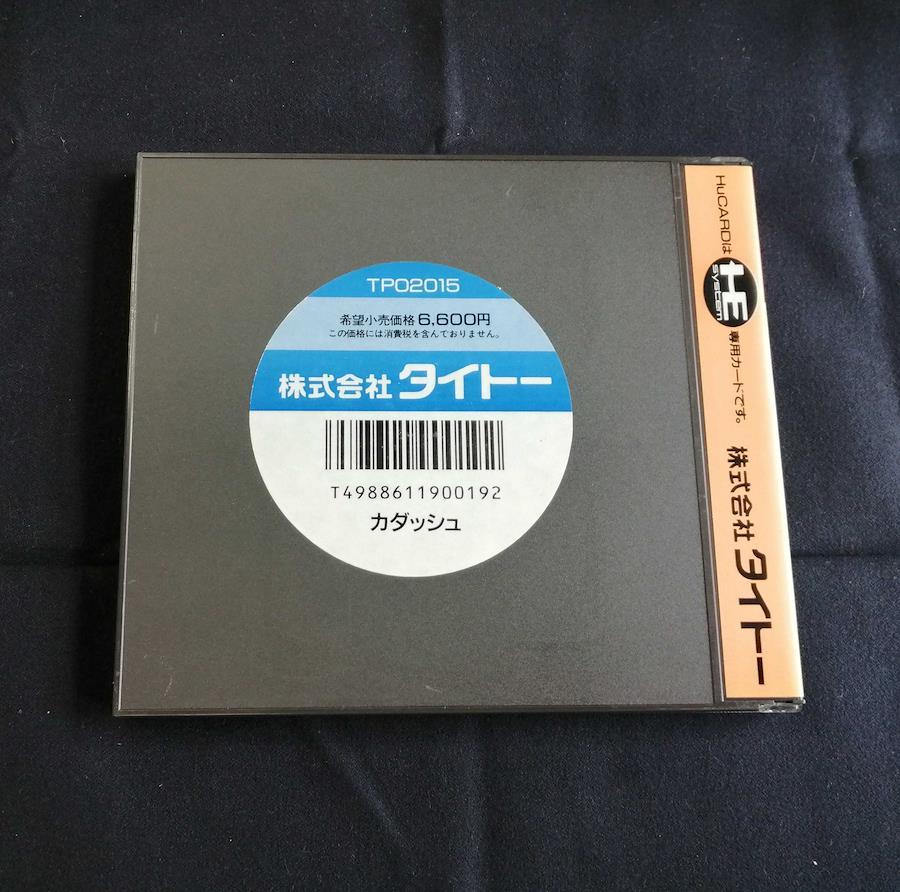 TP02015
希望小売価格6,600円
この価格には消費税を含んでおりません。
株式会社 タイトー
T4988611900192
カダッシュ
HuCARDは HE SYSTEM 専用カードです。 株式会社 タイトー